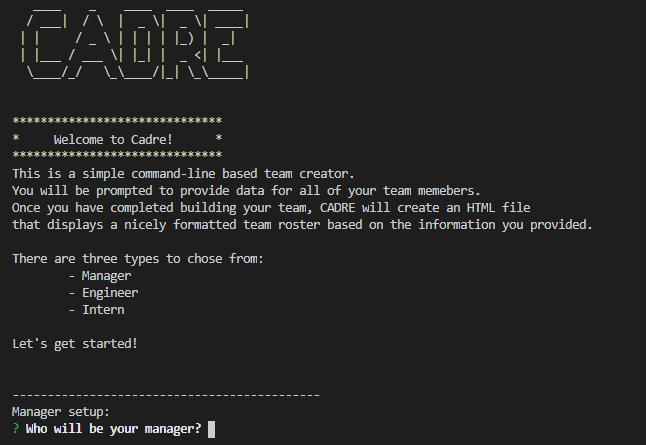 CADRE
******************************
*     Welcome to Cadre!      *
******************************
This is a simple command-line based team creator.
You will be prompted to provide data for all of your team memebers.
Once you have completed building your team, CADRE will create an HTML file
that displays a nicely formatted team roster based on the information you provided.
There are three types to chose from:
- Manager
- Engineer
- Intern
Let's get started!
--------------------------------------------
Manager setup:
? Who will be your manager?